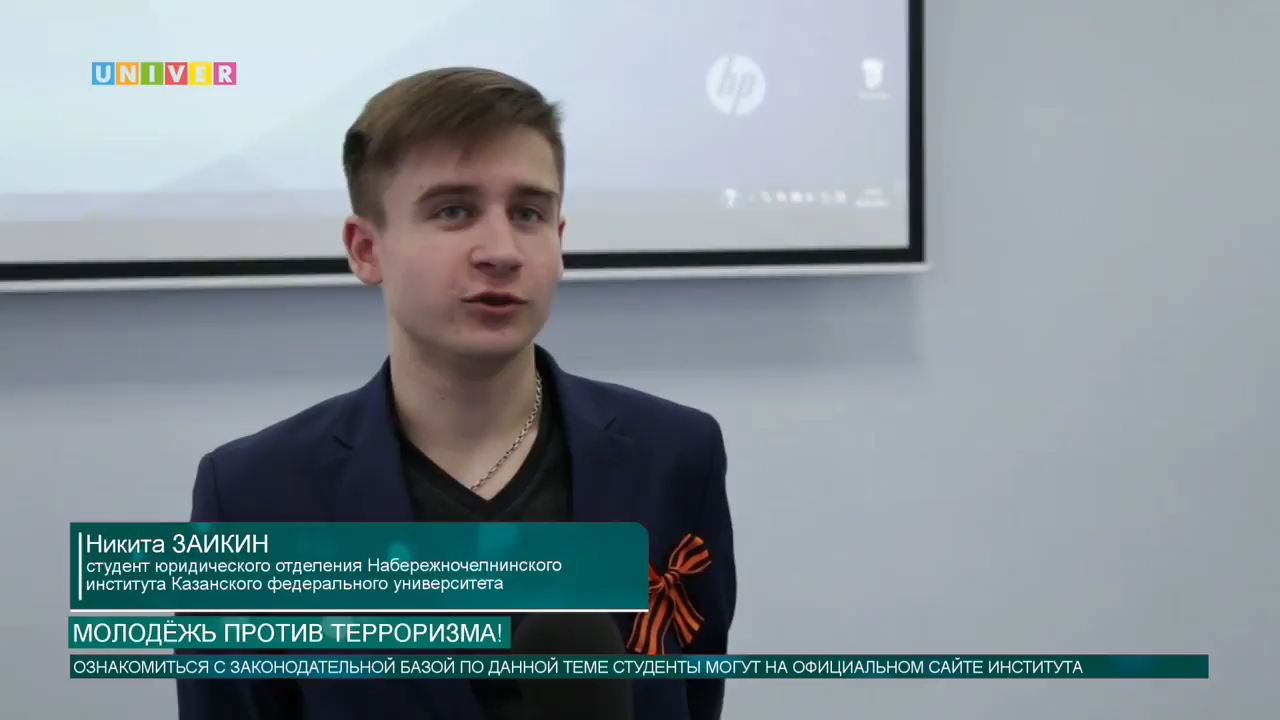 UNIVER
hp
Никита ЗАИКИН
студент юридического отделения Набережночелнинского
института Казанского федерального университета
МОЛОДЁЖЬ ПРОТИВ ТЕРРОРИЗМА!
ОЗНАКОМИТЬСЯ С ЗАКОНОДАТЕЛЬНОЙ БАЗОЙ ПО ДАННОЙ ТЕМЕ СТУДЕНТЫ МОГУТ НА ОФИЦИАЛЬНОМ САЙТЕ ИНСТИТУТА